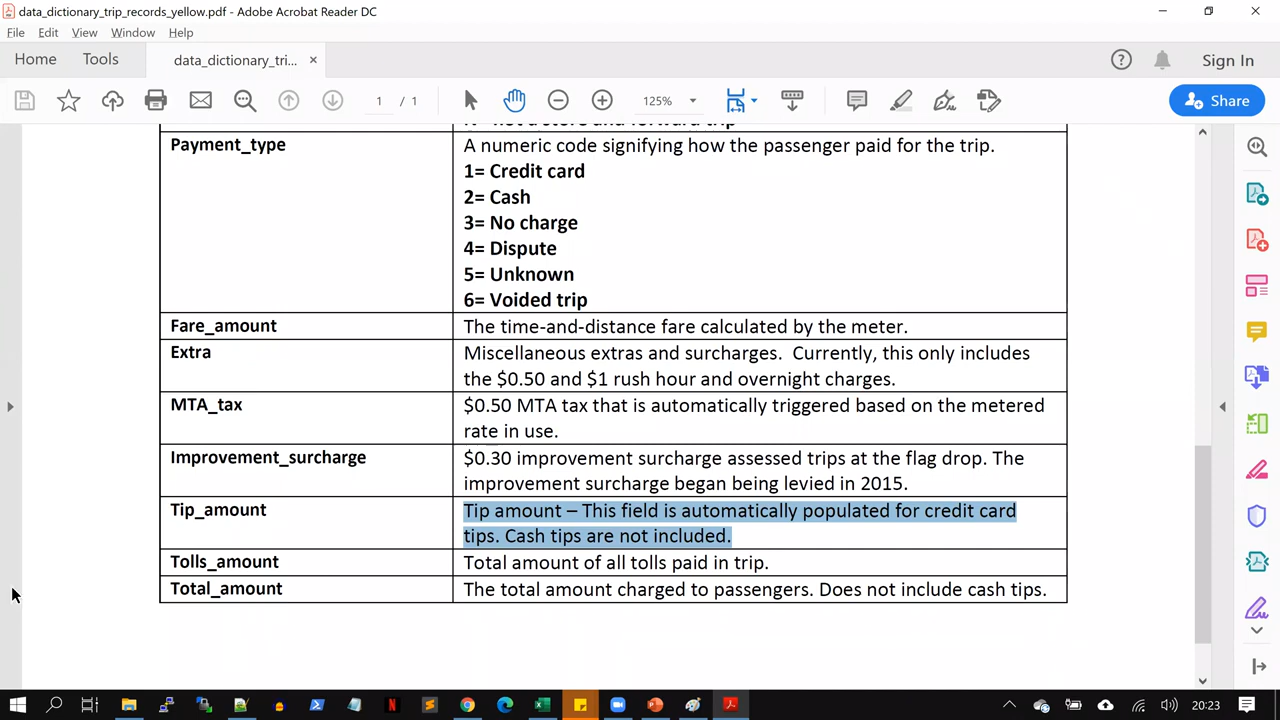 data_dictionary_trip_records_yellow.pdf - Adobe Acrobat Reader DC
File Edit View Window Help
Home Tools data_dictionary_tri... × Sign In
1 / 1 125% Share
Payment_type A numeric code signifying how the passenger paid for the trip.
1= Credit card
2= Cash
3= No charge
4= Dispute
5= Unknown
6= Voided trip
Fare_amount The time-and-distance fare calculated by the meter.
Extra Miscellaneous extras and surcharges. Currently, this only includes
the $0.50 and $1 rush hour and overnight charges.
MTA_tax $0.50 MTA tax that is automatically triggered based on the metered
rate in use.
Improvement_surcharge $0.30 improvement surcharge assessed trips at the flag drop. The
improvement surcharge began being levied in 2015.
Tip_amount Tip amount – This field is automatically populated for credit card
tips. Cash tips are not included.
Tolls_amount Total amount of all tolls paid in trip.
Total_amount The total amount charged to passengers. Does not include cash tips.
20:23